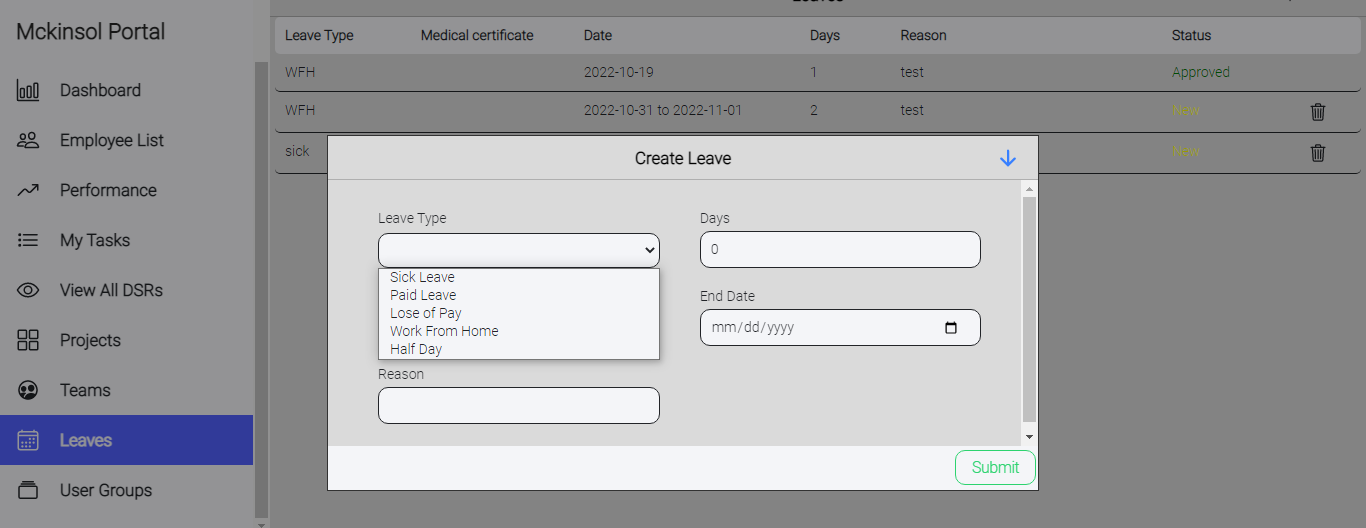 Mckinsol Portal
Dashboard
Employee List
Performance
My Tasks
View All DSRs
Projects
Teams
Leaves
User Groups
Leaves
Leave Type Medical certificate Date Days Reason Status
WFH 2022-10-19 1 test Approved
WFH 2022-10-31 to 2022-11-01 2 test New
sick New
Create Leave
Leave Type Days
0
Sick Leave
Paid Leave
Lose of Pay
Work From Home
Half Day
End Date
mm/dd/yyyy
Reason
Submit